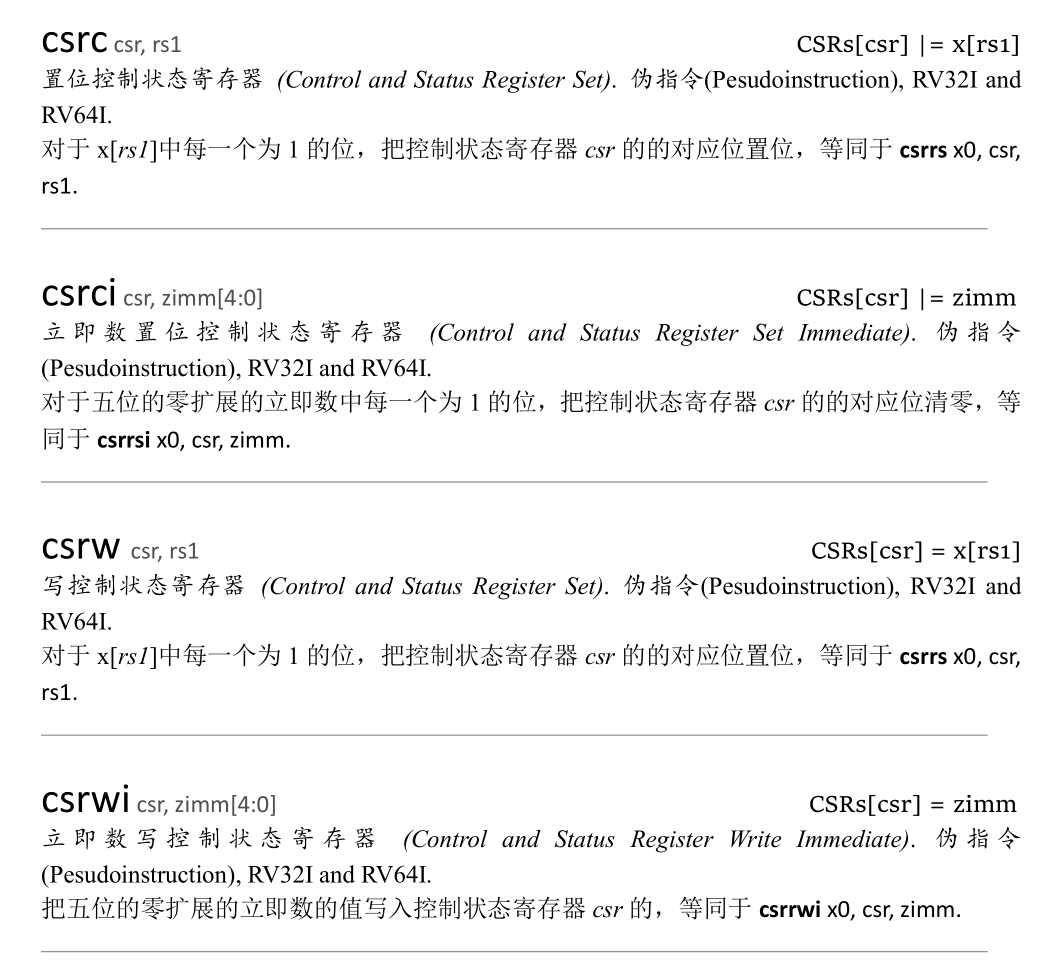 csrc csr, rs1 CSRs[csr] |= x[rs1]
置位控制状态寄存器 (Control and Status Register Set). 伪指令(Pesudoinstruction), RV32I and
RV64I.
对于 x[rs1]中每一个为 1 的位，把控制状态寄存器 csr 的的对应位置位，等同于 csrrs x0, csr,
rs1.
csrci csr, zimm[4:0] CSRs[csr] |= zimm
立即数置位控制状态寄存器 (Control and Status Register Set Immediate). 伪指令
(Pesudoinstruction), RV32I and RV64I.
对于五位的零扩展的立即数中每一个为 1 的位，把控制状态寄存器 csr 的的对应位清零，等
同于 csrrsi x0, csr, zimm.
csrw csr, rs1 CSRs[csr] = x[rs1]
写控制状态寄存器 (Control and Status Register Set). 伪指令(Pesudoinstruction), RV32I and
RV64I.
对于 x[rs1]中每一个为 1 的位，把控制状态寄存器 csr 的的对应位置位，等同于 csrrs x0, csr,
rs1.
csrwi csr, zimm[4:0] CSRs[csr] = zimm
立即数写控制状态寄存器 (Control and Status Register Write Immediate). 伪指令
(Pesudoinstruction), RV32I and RV64I.
把五位的零扩展的立即数的值写入控制状态寄存器 csr 的，等同于 csrrwi x0, csr, zimm.